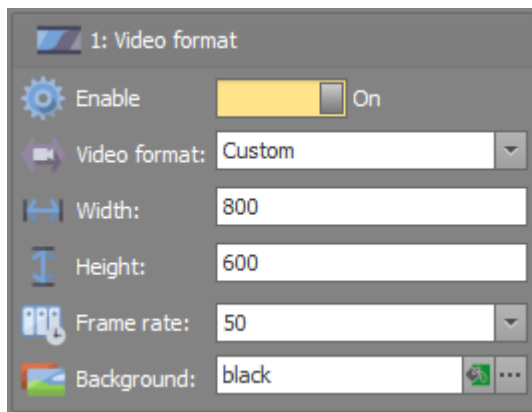 1: Video format
Enable On
Video format: Custom
Width: 800
Height: 600
Frame rate: 50
Background: black